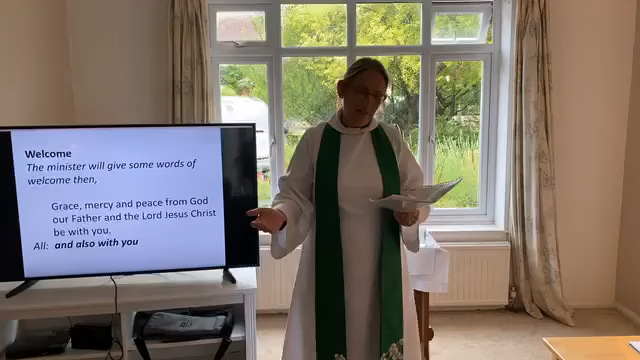 Welcome
The minister will give some words of
welcome then,
Grace, mercy and peace from God
our Father and the Lord Jesus Christ
be with you.
All: and also with you